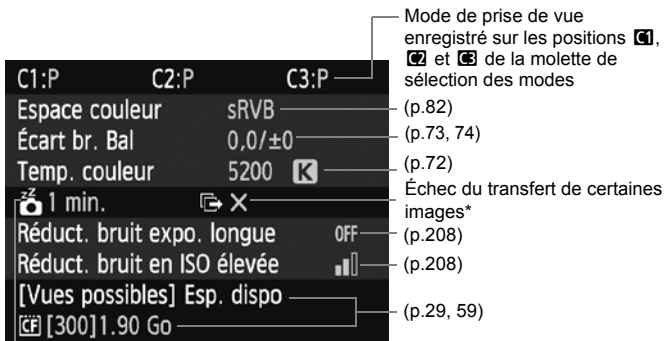 Mode de prise de vue
enregistré sur les positions C1,
C2 et C3 de la molette de
sélection des modes
C1:P C2:P C3:P
Espace couleur sRVB
(p.82)
Écart br. Bal 0,0/±0
(p.73, 74)
Temp. couleur 5200 K
(p.72)
zZ 1 min.
Échec du transfert de certaines
images*
Réduct. bruit expo. longue OFF
(p.208)
Réduct. bruit en ISO élevée
(p.208)
[Vues possibles] Esp. dispo
CF [300]1.90 Go
(p.29, 59)